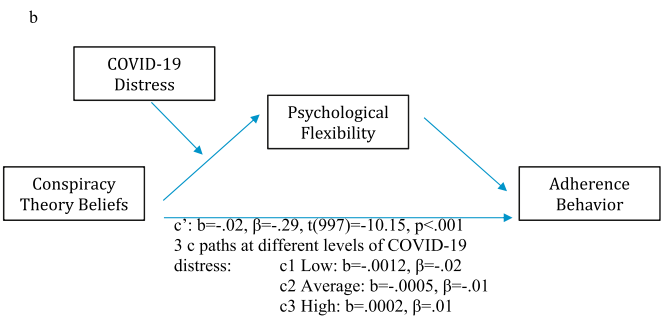 b
COVID-19
Distress
Psychological
Flexibility
Conspiracy
Theory Beliefs
Adherence
Behavior
c’: b=-.02, β=-.29, t(997)=-10.15, p<.001
3 c paths at different levels of COVID-19
distress: c1 Low: b=-.0012, β=-.02
c2 Average: b=-.0005, β=-.01
c3 High: b=.0002, β=.01